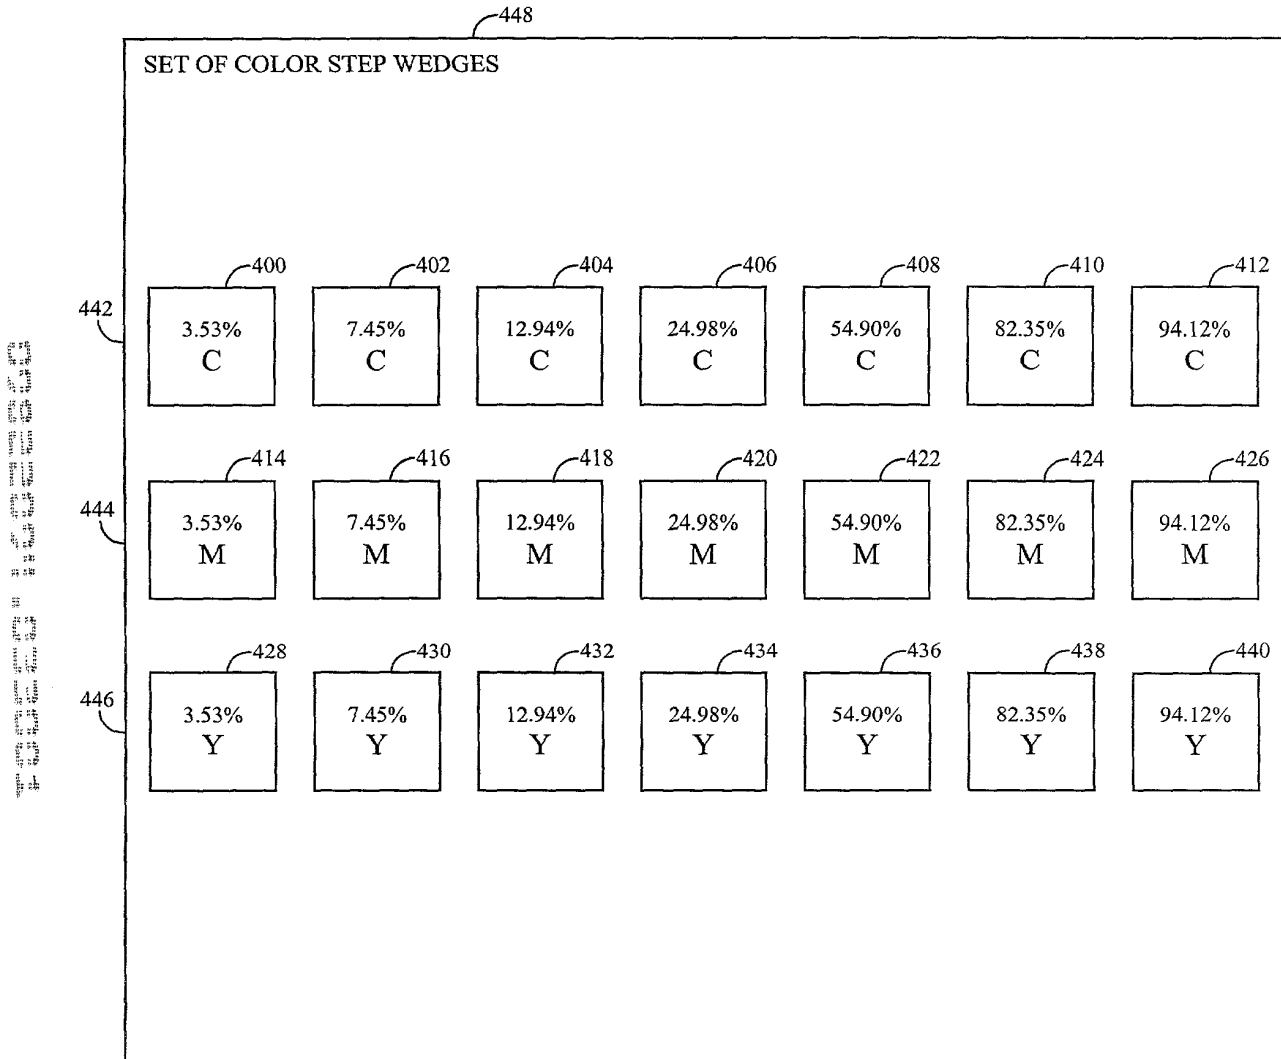 448
SET OF COLOR STEP WEDGES
400 402 404 406 408 410 412
442
3.53% 7.45% 12.94% 24.98% 54.90% 82.35% 94.12%
C C C C C C C
414 416 418 420 422 424 426
444
3.53% 7.45% 12.94% 24.98% 54.90% 82.35% 94.12%
M M M M M M M
428 430 432 434 436 438 440
446
3.53% 7.45% 12.94% 24.98% 54.90% 82.35% 94.12%
Y Y Y Y Y Y Y